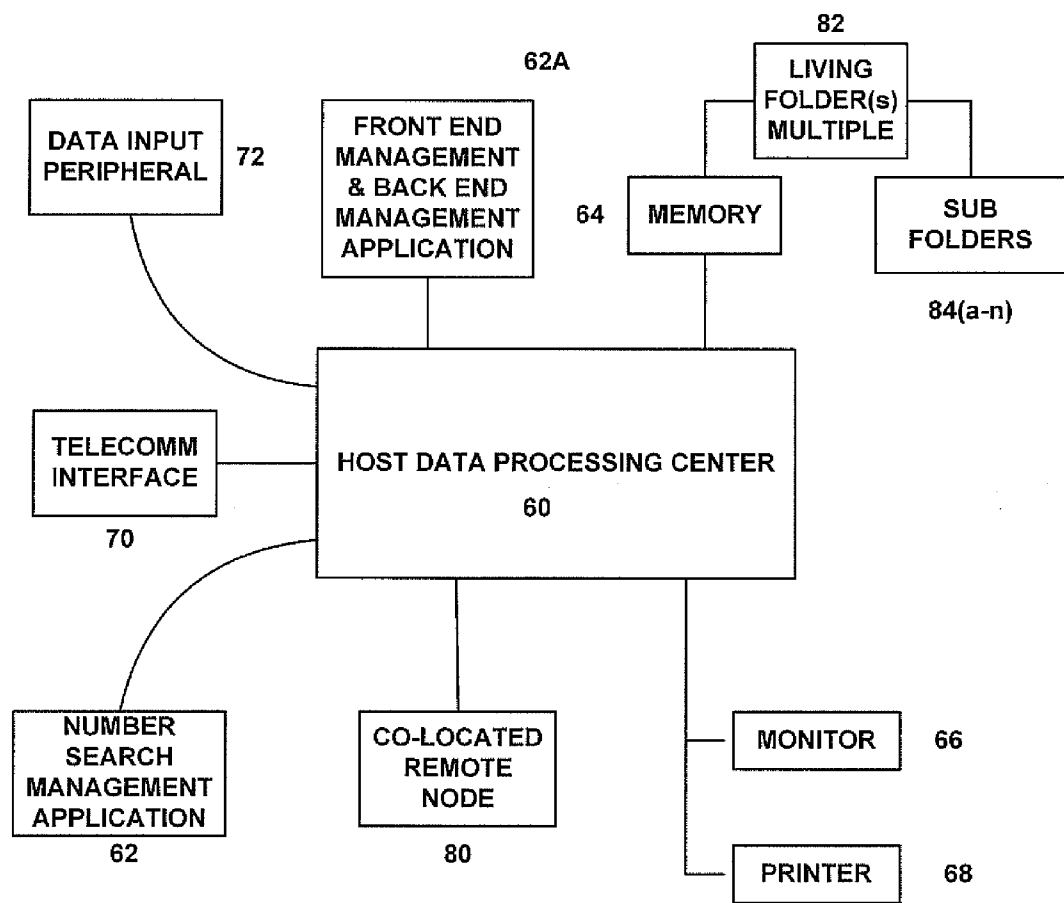 82
62A
LIVING
FOLDER(s)
MULTIPLE
DATA INPUT
PERIPHERAL
72
FRONT END
MANAGEMENT
& BACK END
MANAGEMENT
APPLICATION
64
MEMORY
SUB
FOLDERS
84(a-n)
TELECOMM
INTERFACE
70
HOST DATA PROCESSING CENTER
60
NUMBER
SEARCH
MANAGEMENT
APPLICATION
62
CO-LOCATED
REMOTE
NODE
80
MONITOR
66
PRINTER
68